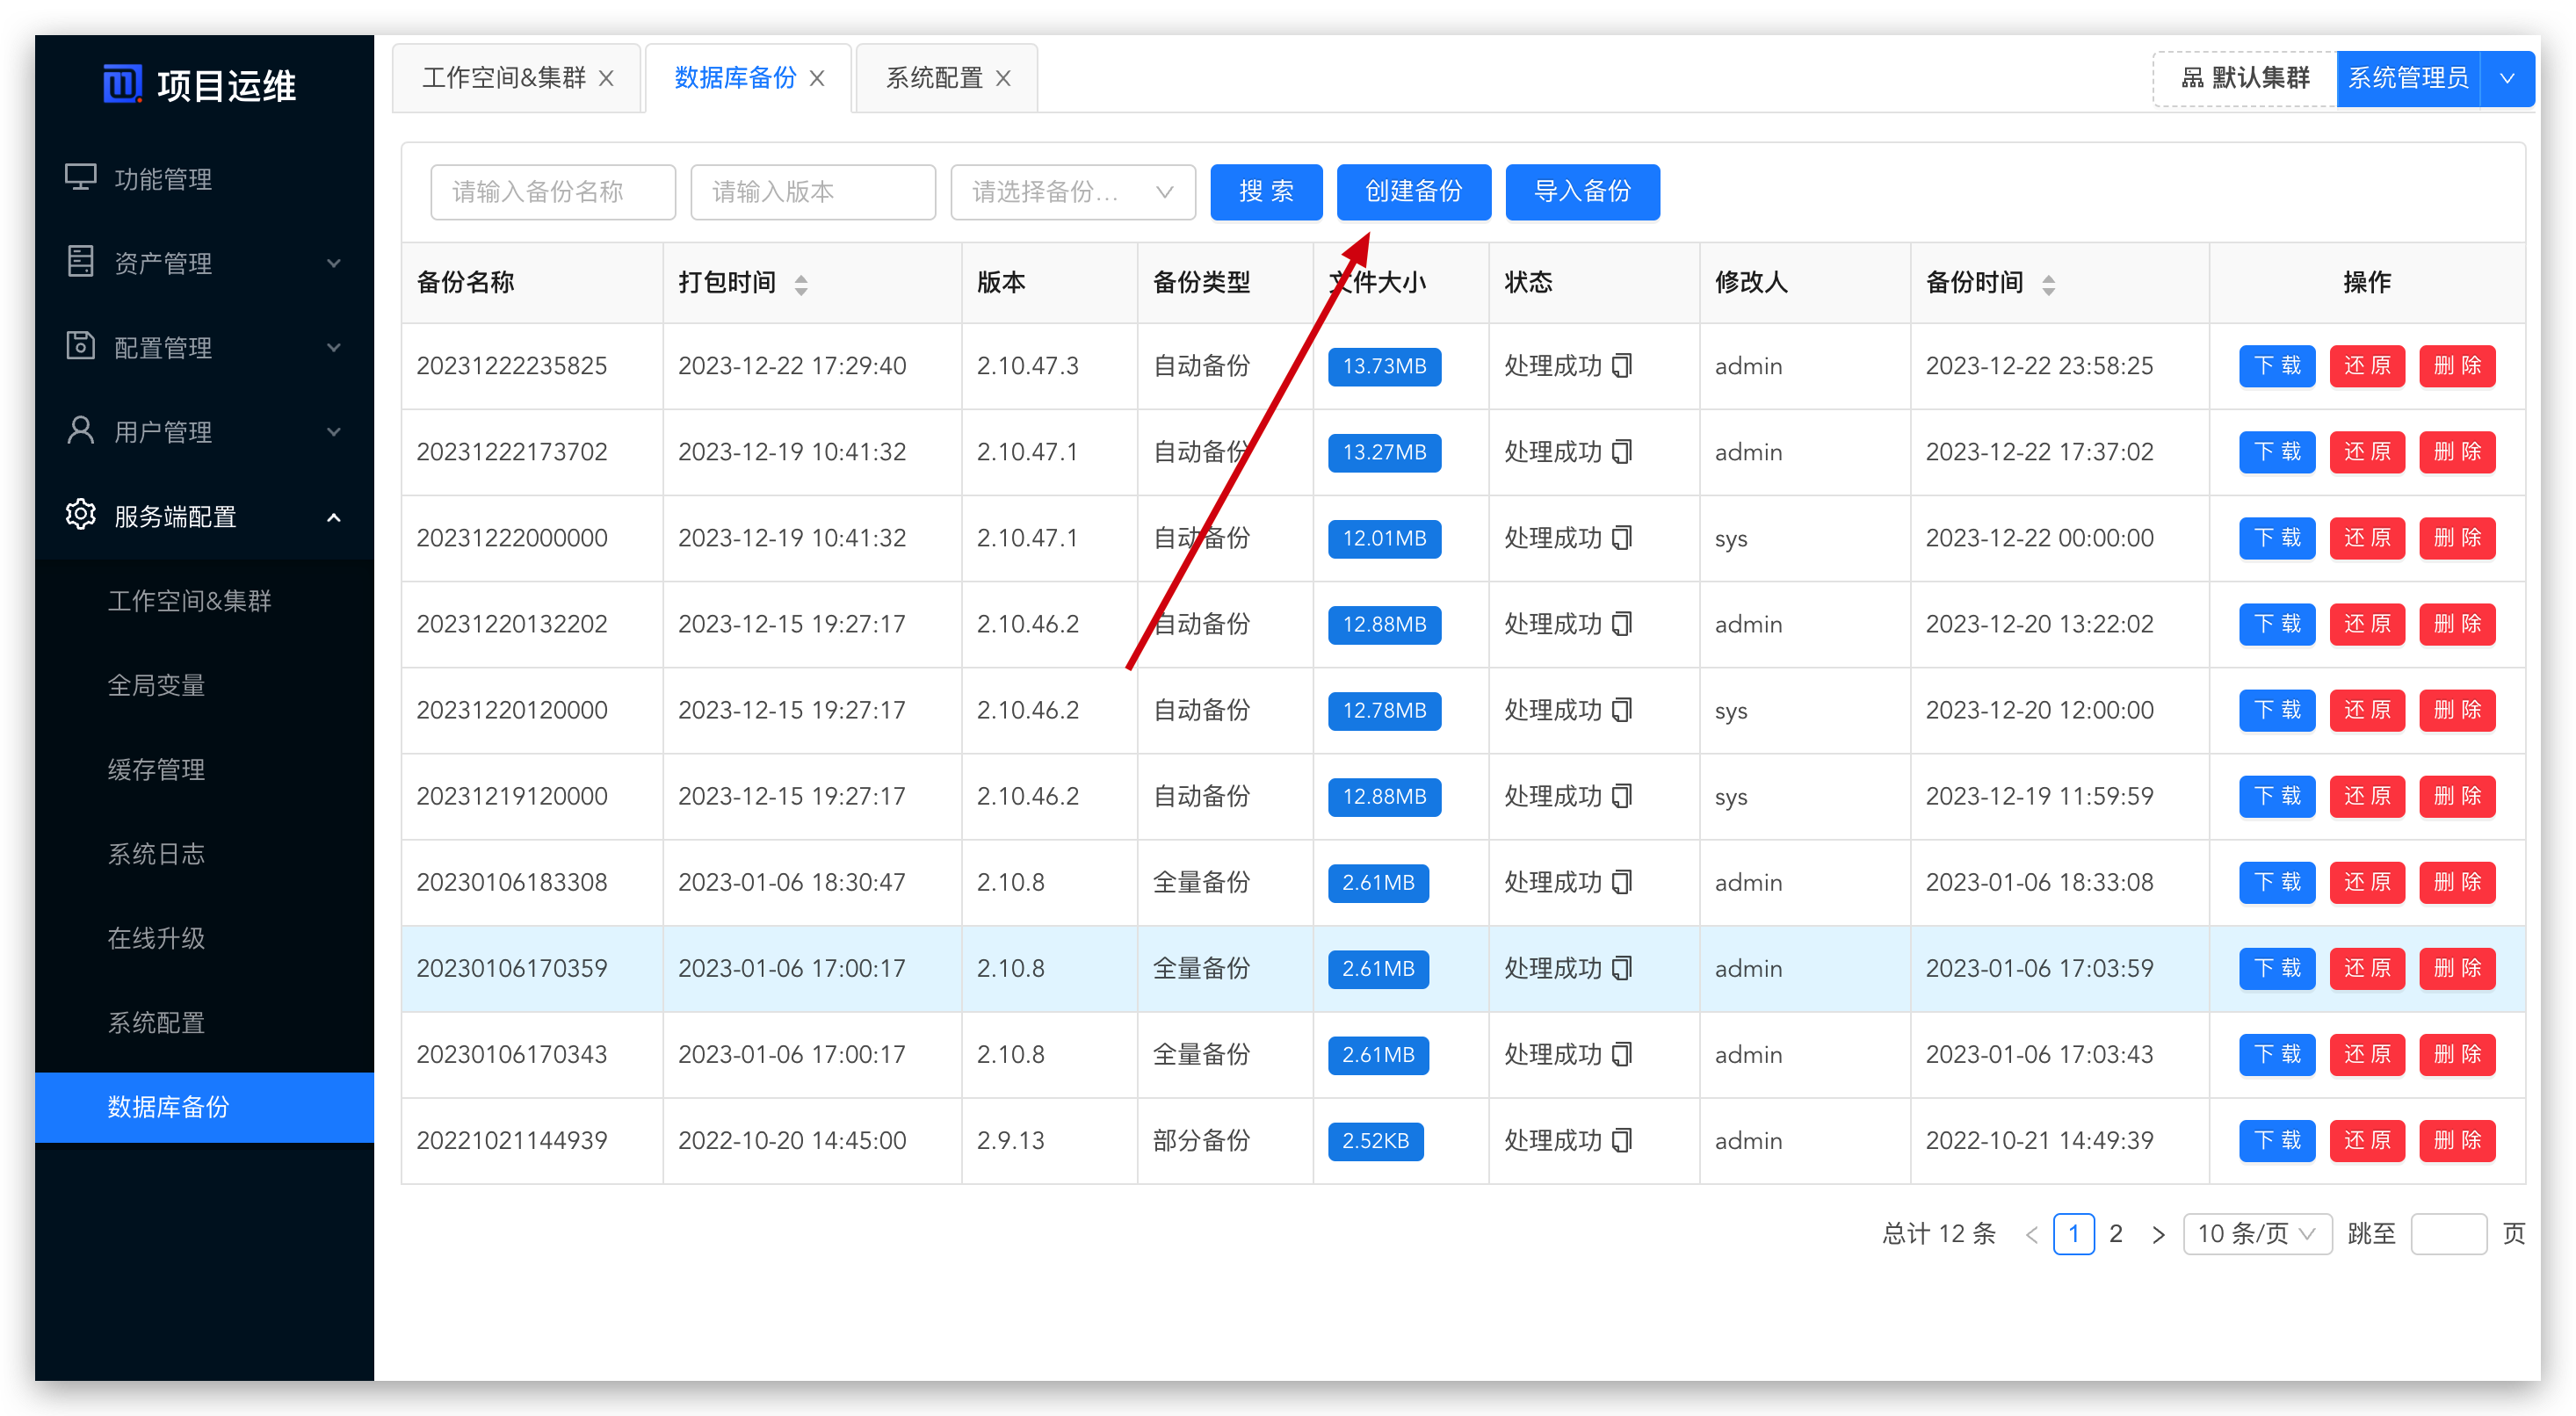 项目运维
功能管理
资产管理
配置管理
用户管理
服务端配置
工作空间&集群
全局变量
缓存管理
系统日志
在线升级
系统配置
数据库备份
工作空间&集群 X 数据库备份 X 系统配置 X 默认集群 系统管理员
请输入备份名称 请输入版本 请选择备份... 搜 索 创建备份 导入备份
备份名称 打包时间 版本 备份类型 文件大小 状态 修改人 备份时间 操作
20231222235825 2023-12-22 17:29:40 2.10.47.3 自动备份 13.73MB 处理成功 admin 2023-12-22 23:58:25 下 载 还 原 删 除
20231222173702 2023-12-19 10:41:32 2.10.47.1 自动备份 13.27MB 处理成功 admin 2023-12-22 17:37:02 下 载 还 原 删 除
20231222000000 2023-12-19 10:41:32 2.10.47.1 自动备份 12.01MB 处理成功 sys 2023-12-22 00:00:00 下 载 还 原 删 除
20231220132202 2023-12-15 19:27:17 2.10.46.2 自动备份 12.88MB 处理成功 admin 2023-12-20 13:22:02 下 载 还 原 删 除
20231220120000 2023-12-15 19:27:17 2.10.46.2 自动备份 12.78MB 处理成功 sys 2023-12-20 12:00:00 下 载 还 原 删 除
20231219120000 2023-12-15 19:27:17 2.10.46.2 自动备份 12.88MB 处理成功 sys 2023-12-19 11:59:59 下 载 还 原 删 除
20230106183308 2023-01-06 18:30:47 2.10.8 全量备份 2.61MB 处理成功 admin 2023-01-06 18:33:08 下 载 还 原 删 除
20230106170359 2023-01-06 17:00:17 2.10.8 全量备份 2.61MB 处理成功 admin 2023-01-06 17:03:59 下 载 还 原 删 除
20230106170343 2023-01-06 17:00:17 2.10.8 全量备份 2.61MB 处理成功 admin 2023-01-06 17:03:43 下 载 还 原 删 除
20221021144939 2022-10-20 14:45:00 2.9.13 部分备份 2.52KB 处理成功 admin 2022-10-21 14:49:39 下 载 还 原 删 除
总计 12 条 < 1 2 > 10 条/页 跳至 页